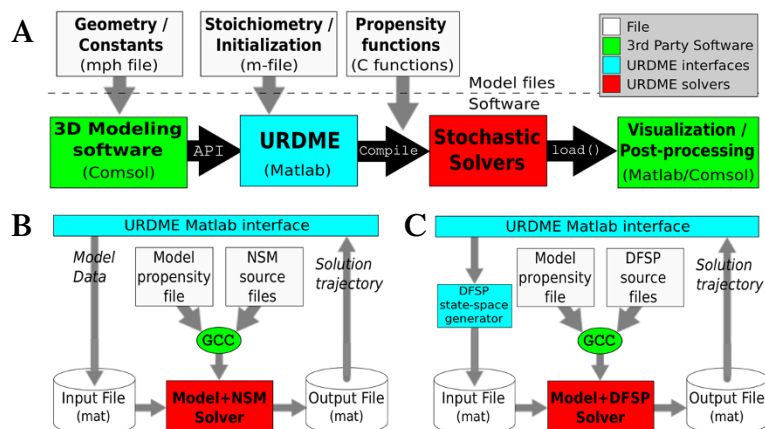 A
Geometry /
Constants
(mph file)
Stoichiometry /
Initialization
(m-file)
Propensity
functions
(C functions)
File
3rd Party Software
URDME interfaces
URDME solvers
Model files
Software
3D Modeling
software
(Comsol)
API
URDME
(Matlab)
Compile
Stochastic
Solvers
load()
Visualization /
Post-processing
(Matlab/Comsol)
B
URDME Matlab interface
Model
Data
Model
propensity
file
NSM
source
files
Solution
trajectory
GCC
Input File
(mat)
Model+NSM
Solver
Output File
(mat)
C
URDME Matlab interface
DFSP
state-space
generator
Model
propensity
file
DFSP
source
files
Solution
trajectory
GCC
Input File
(mat)
Model+DFSP
Solver
Output File
(mat)